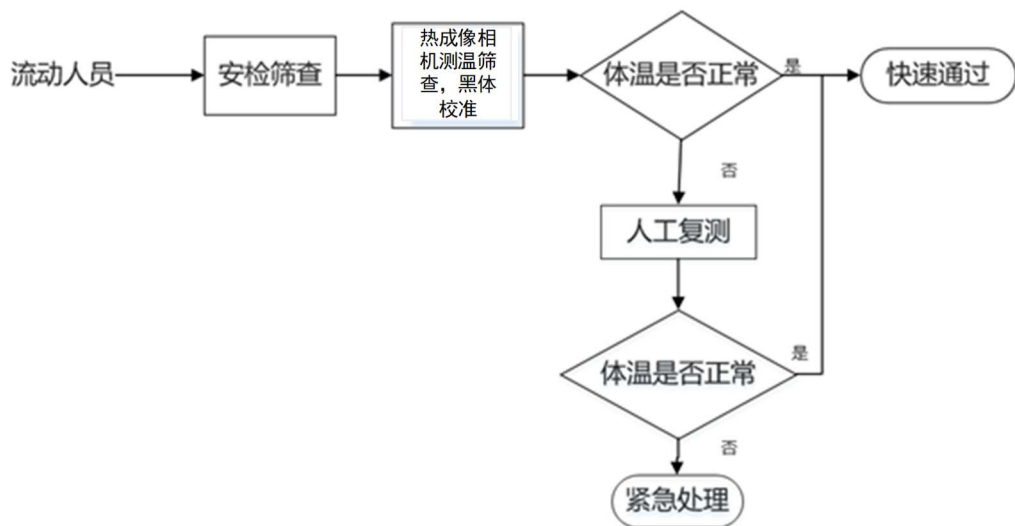 流动人员
安检筛查
热成像相
机测温筛
查，黑体
校准
体温是否正常
是
快速通过
否
人工复测
体温是否正常
是
否
紧急处理